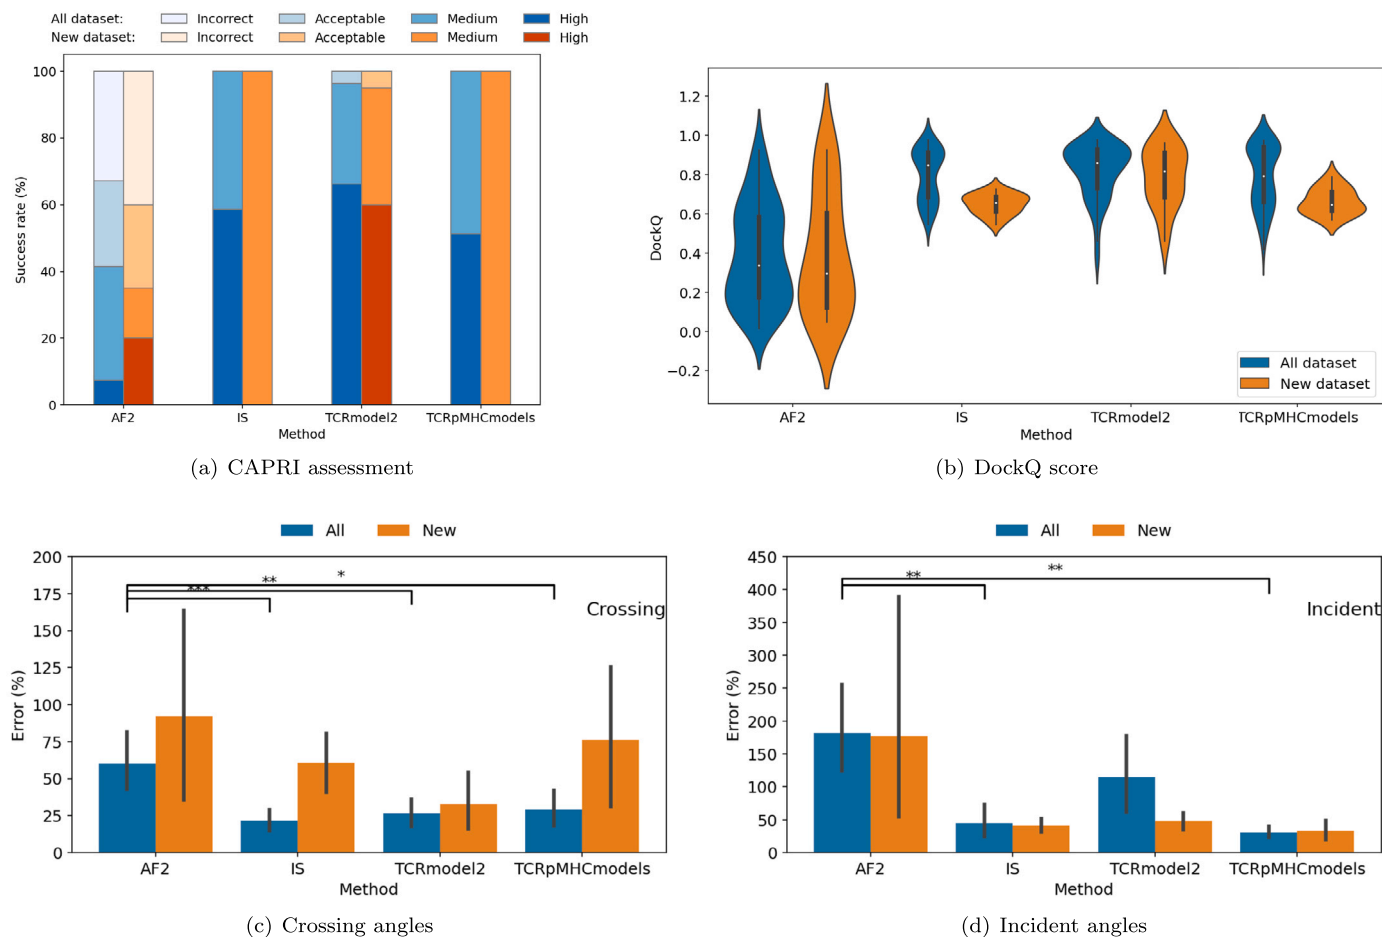 All dataset: Incorrect Acceptable Medium High
New dataset: Incorrect Acceptable Medium High
Success rate (%)
100
80
60
40
20
0
AF2 IS TCRmodel2 TCRpMHCmodels
Method
(a) CAPRI assessment
DockQ
1.2
1.0
0.8
0.6
0.4
0.2
0.0
−0.2
All dataset
New dataset
AF2 IS TCRmodel2 TCRpMHCmodels
Method
(b) DockQ score
All New
Error (%)
200
175
150
125
100
75
50
25
0
*
**
***
Crossing
AF2 IS TCRmodel2 TCRpMHCmodels
Method
(c) Crossing angles
All New
Error (%)
450
400
350
300
250
200
150
100
50
0
**
**
Incident
AF2 IS TCRmodel2 TCRpMHCmodels
Method
(d) Incident angles